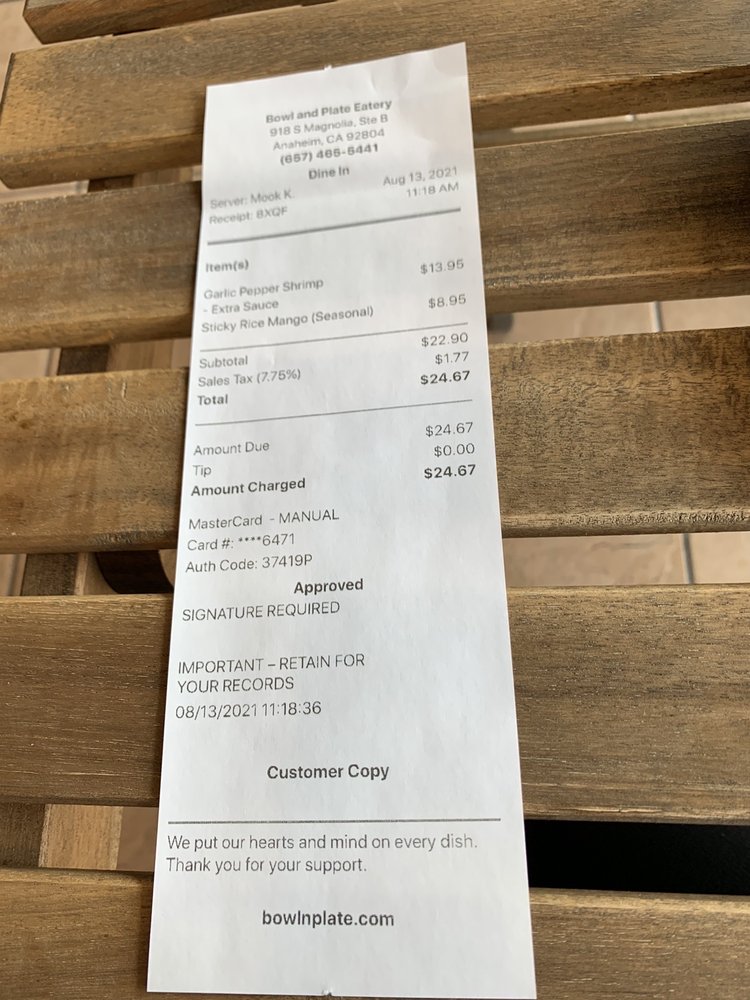 Bowl and Plate Eatery
918 S Magnolia, Ste B
Anaheim, CA 92804
(657) 466-6441
Dine In
Server: Mook K. Aug 13, 2021
Receipt: 8XQF 11:18 AM
Item(s)
Garlic Pepper Shrimp $13.95
- Extra Sauce
Sticky Rice Mango (Seasonal) $8.95
Subtotal $22.90
Sales Tax (7.75%) $1.77
Total $24.67
Amount Due $24.67
Tip $0.00
Amount Charged $24.67
MasterCard - MANUAL
Card #: ****6471
Auth Code: 37419P
Approved
SIGNATURE REQUIRED
IMPORTANT – RETAIN FOR
YOUR RECORDS
08/13/2021 11:18:36
Customer Copy
We put our hearts and mind on every dish.
Thank you for your support.
bowlnplate.com